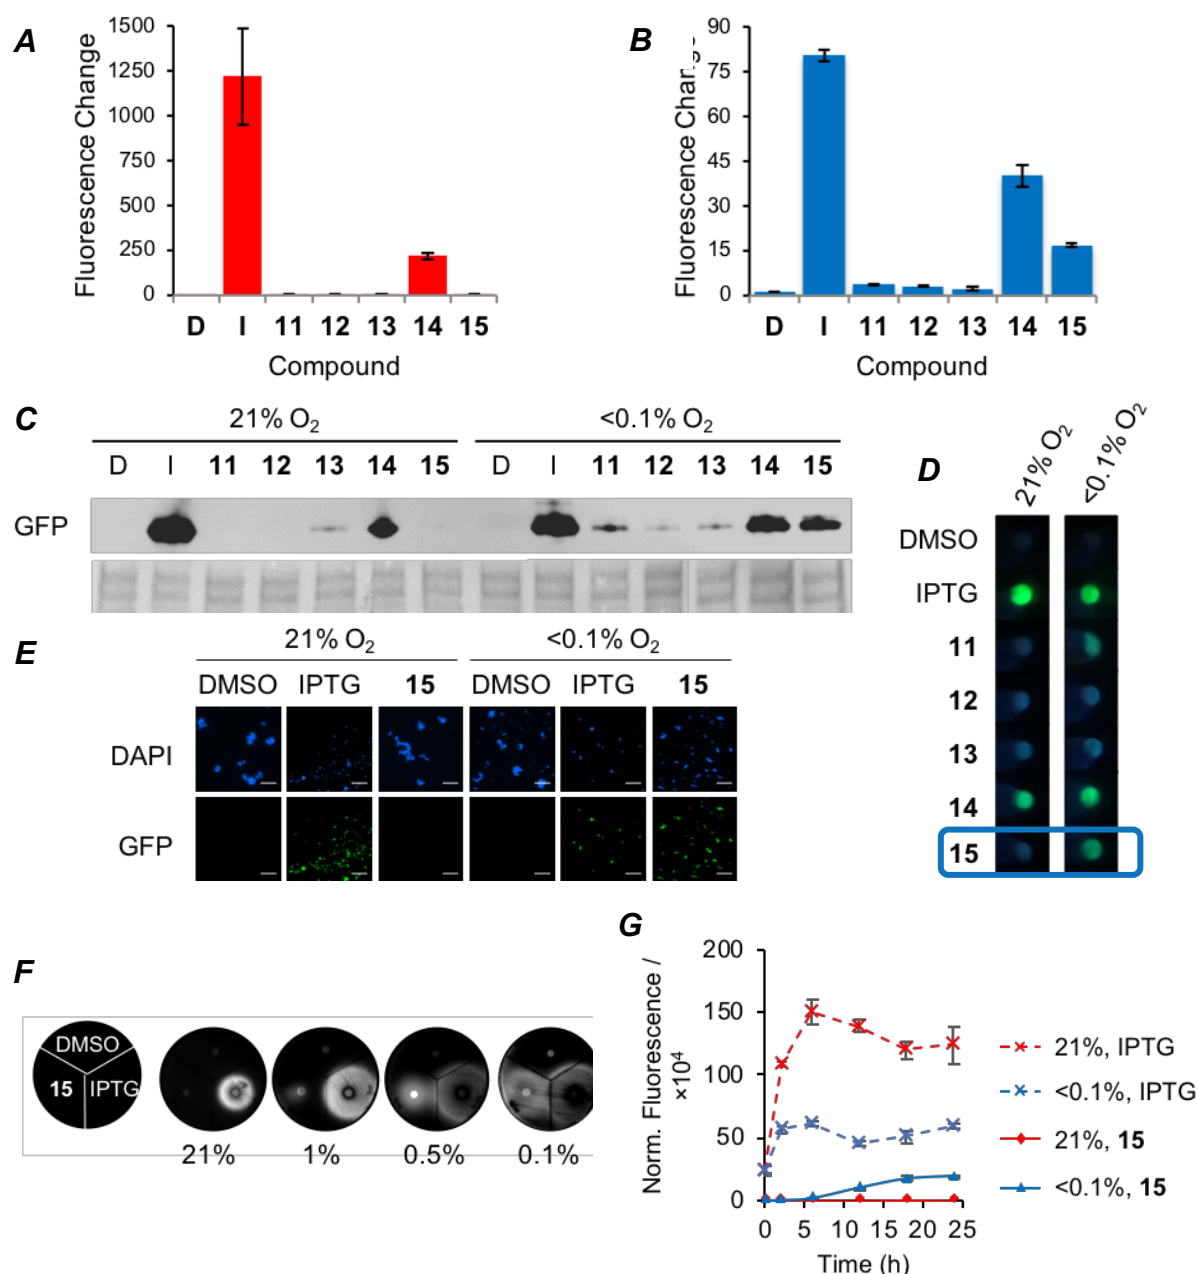 A
Fluorescence Change
1500
1250
1000
750
500
250
0
D I 11 12 13 14 15
Compound
B
90
75
60
45
30
15
0
D I 11 12 13 14 15
Compound
C
21% O₂ <0.1% O₂
D I 11 12 13 14 15 D I 11 12 13 14 15
GFP
D
21% O₂ <0.1% O₂
DMSO
IPTG
11
12
13
14
15
E
21% O₂ <0.1% O₂
DMSO IPTG 15 DMSO IPTG 15
DAPI
GFP
F
DMSO
15 IPTG
21% 1% 0.5% 0.1%
G
Norm. Fluorescence /
×10⁴
200
150
100
50
0
0 5 10 15 20 25
Time (h)
21%, IPTG
<0.1%, IPTG
21%, 15
<0.1%, 15